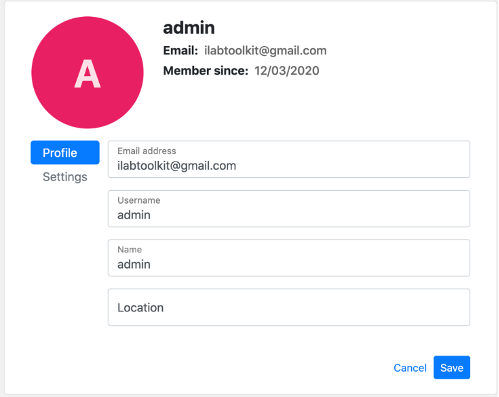 A
admin
Email: ilabtoolkit@gmail.com
Member since: 12/03/2020
Profile
Settings
Email address
ilabtoolkit@gmail.com
Username
admin
Name
admin
Location
Cancel Save